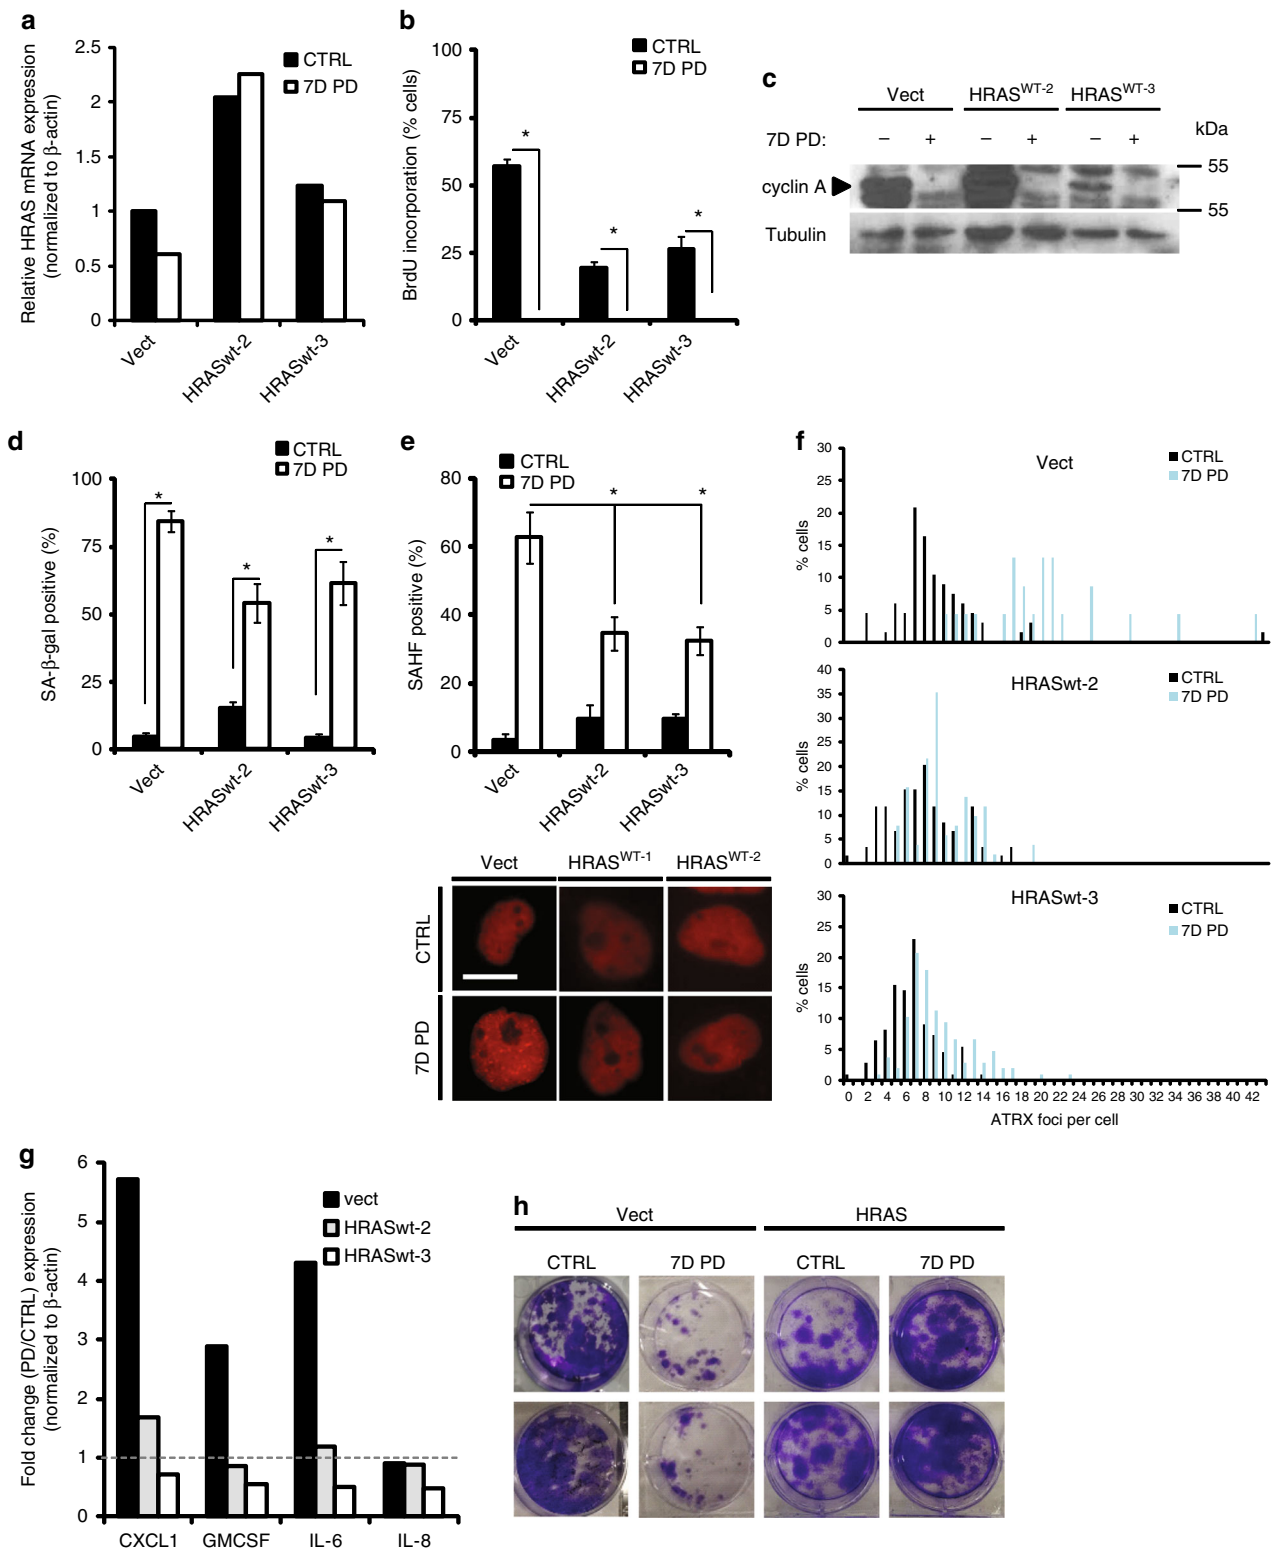 a
Relative HRAS mRNA expression
(normalized to β-actin)
2.5
2
1.5
1
0.5
0
CTRL
7D PD
Vect
HRASwt-2
HRASwt-3
b
BrdU incorporation (% cells)
100
75
50
25
0
CTRL
7D PD
*
*
*
Vect
HRASwt-2
HRASwt-3
c
Vect
HRASWT-2
HRASWT-3
7D PD:
– + – + – +
kDa
cyclin A
55
55
Tubulin
d
SA-β-gal positive (%)
100
75
50
25
0
CTRL
7D PD
*
*
*
Vect
HRASwt-2
HRASwt-3
e
SAHF positive (%)
80
60
40
20
0
CTRL
7D PD
*
*
Vect
HRASwt-2
HRASwt-3
Vect
HRASWT-1
HRASWT-2
CTRL
7D PD
f
Vect
% cells
30
25
20
15
10
5
0
CTRL
7D PD
HRASwt-2
% cells
40
35
30
25
20
15
10
5
0
CTRL
7D PD
HRASwt-3
% cells
30
25
20
15
10
5
0
CTRL
7D PD
0 2 4 6 8 10 12 14 16 18 20 22 24 26 28 30 32 34 36 38 40 42
ATRX foci per cell
g
Fold change (PD/CTRL) expression
(normalized to β-actin)
6
5
4
3
2
1
0
vect
HRASwt-2
HRASwt-3
CXCL1 GMCSF IL-6 IL-8
h
Vect
HRAS
CTRL 7D PD CTRL 7D PD